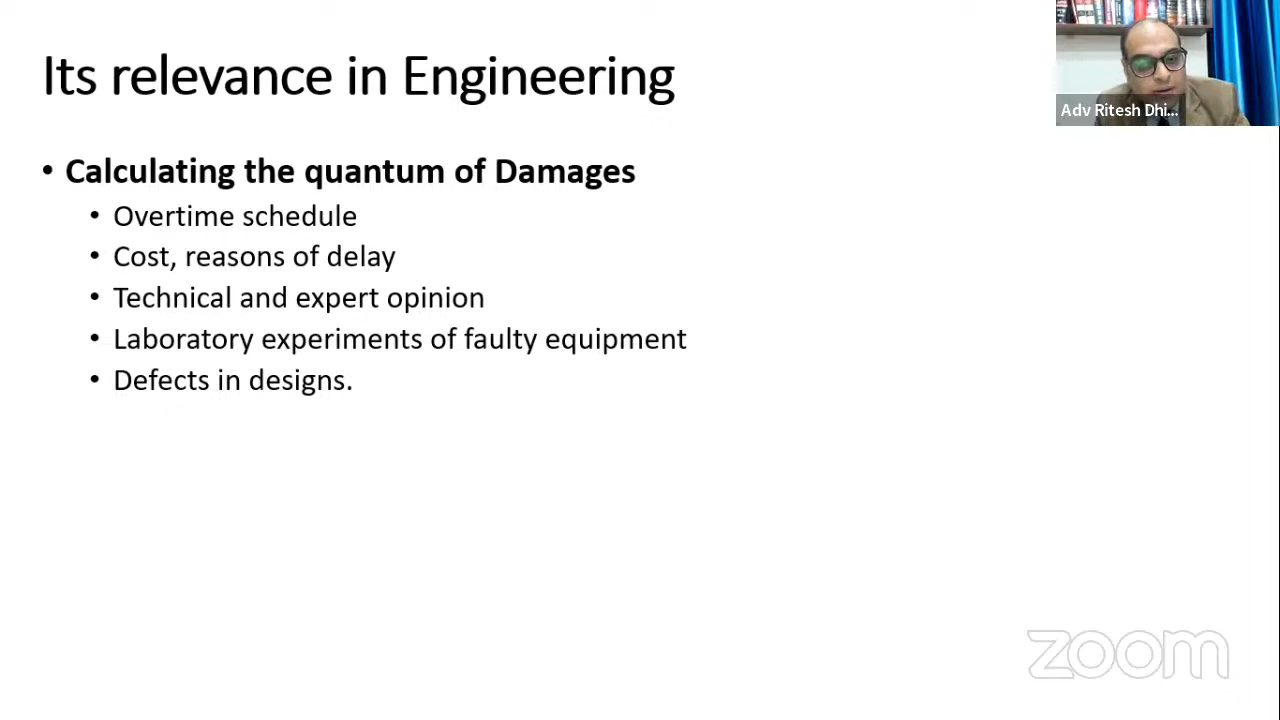 Its relevance in Engineering
Adv Ritesh Dhi...
• Calculating the quantum of Damages
• Overtime schedule
• Cost, reasons of delay
• Technical and expert opinion
• Laboratory experiments of faulty equipment
• Defects in designs.
zoom